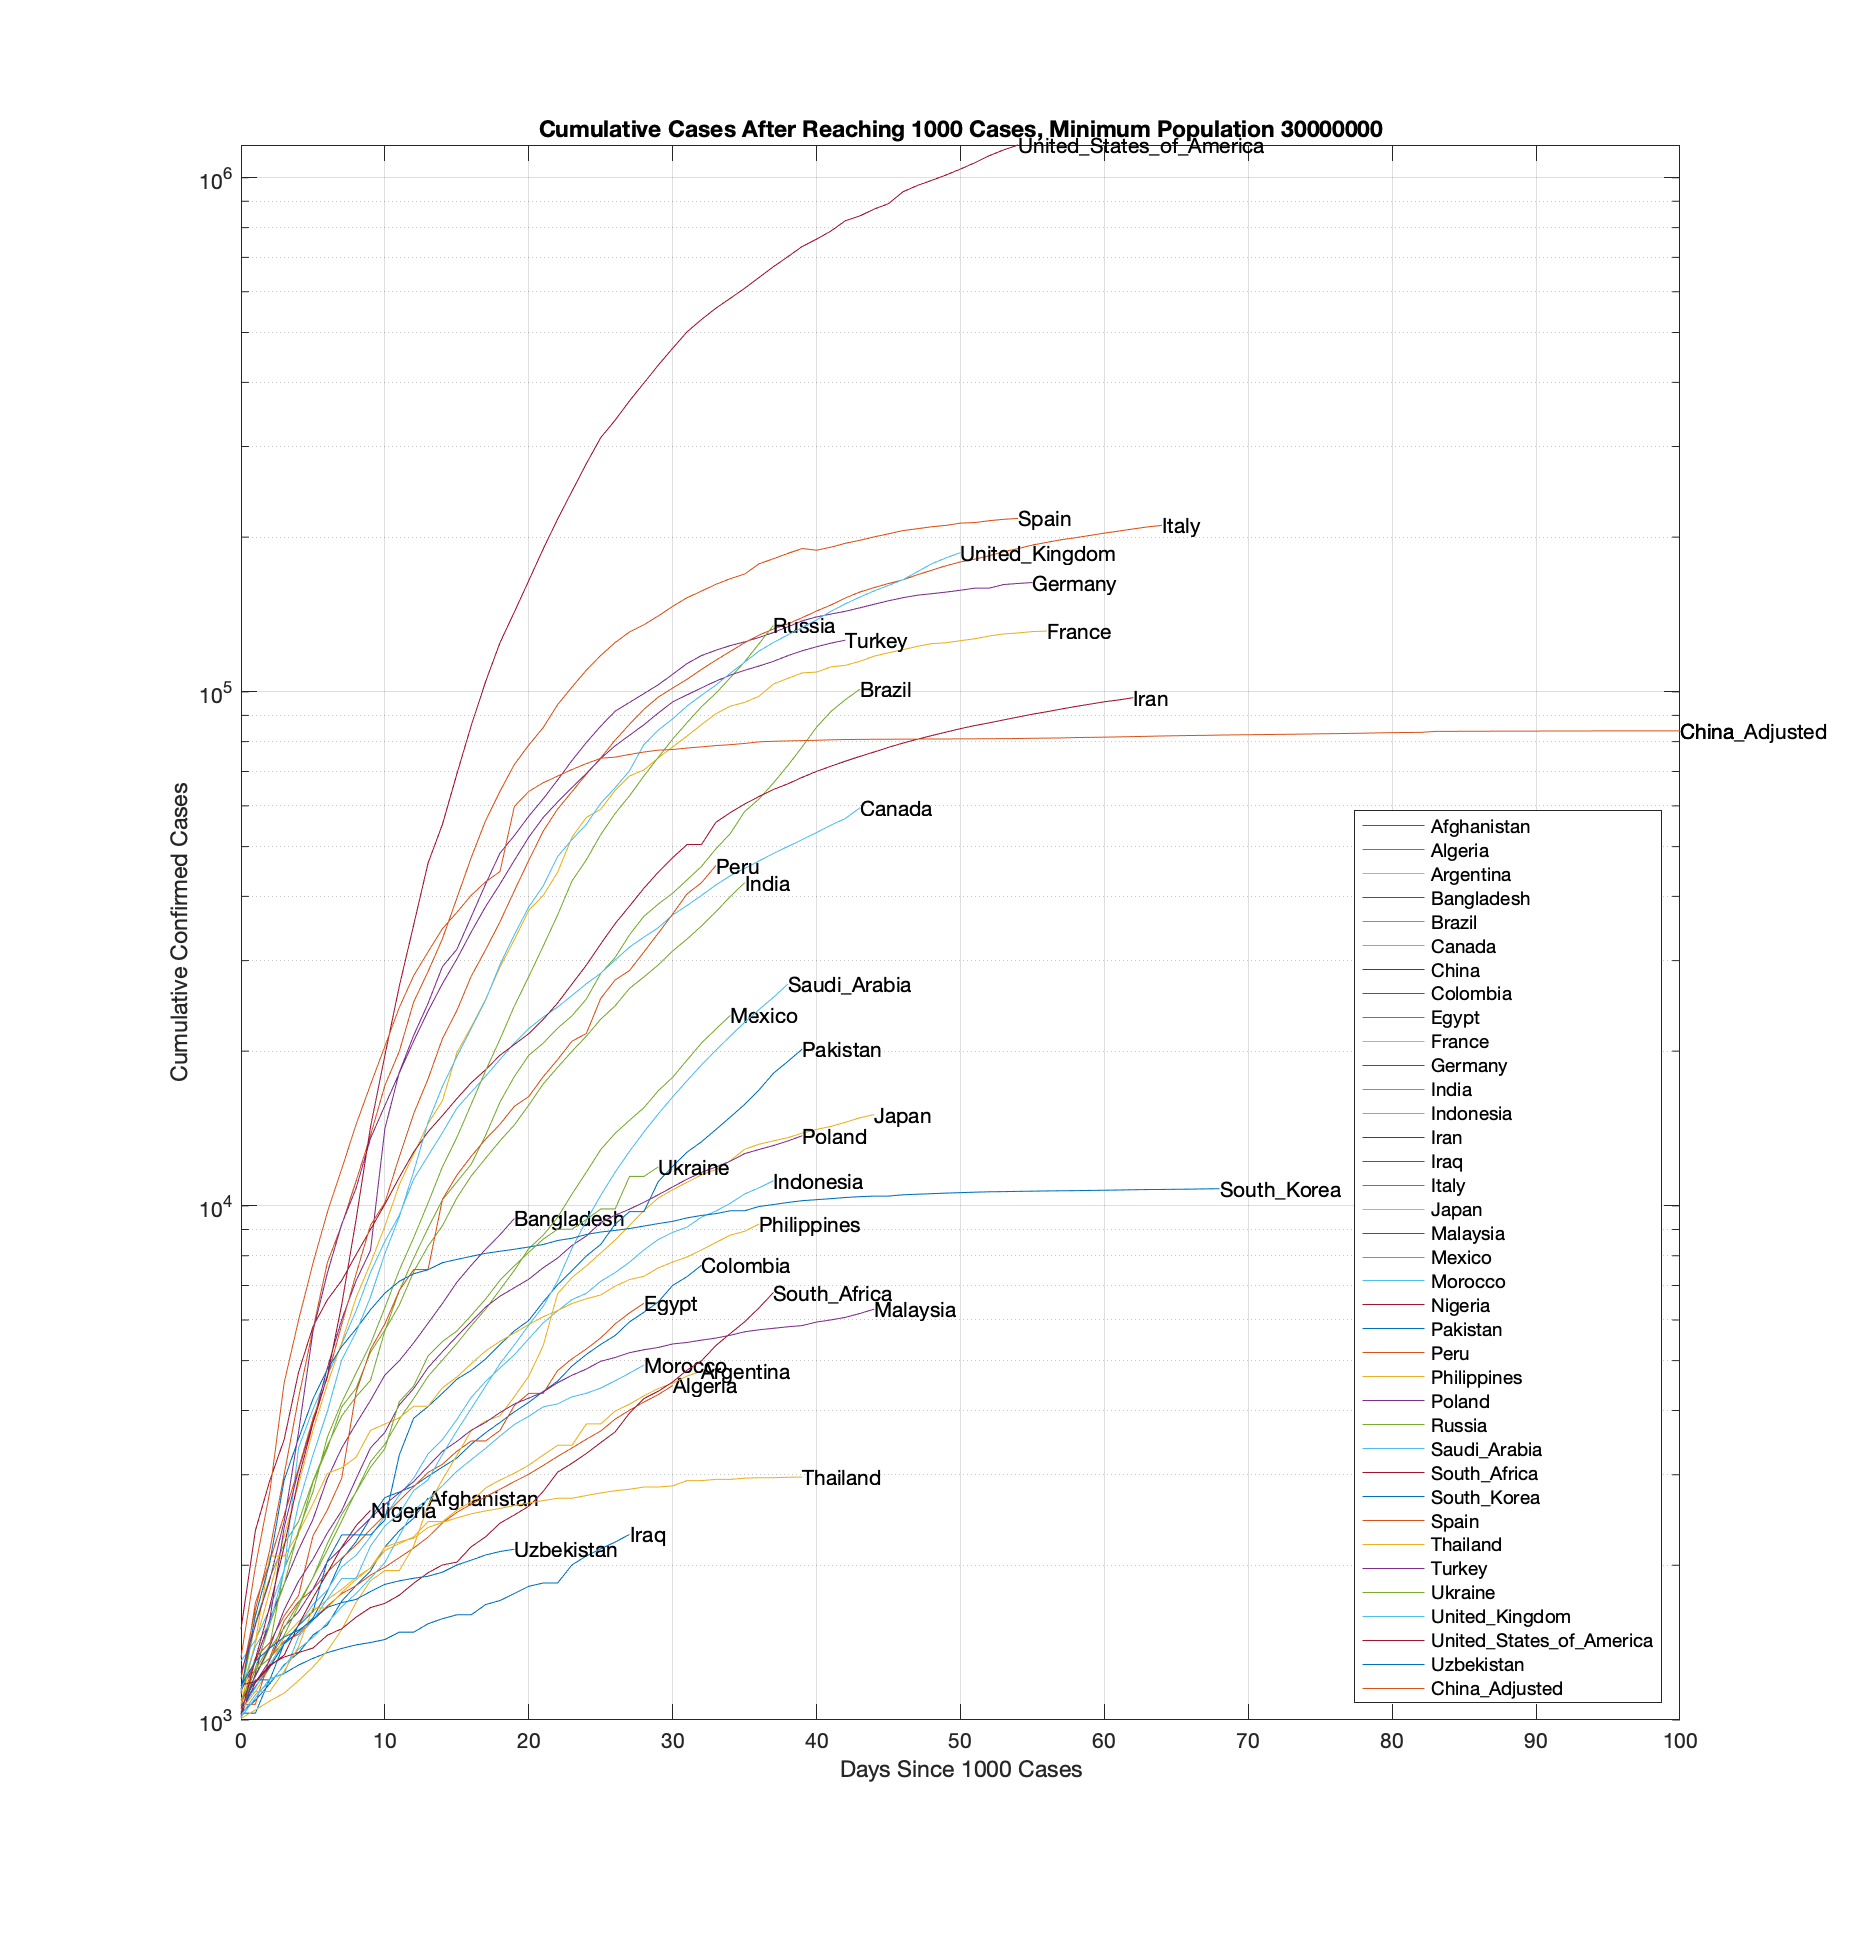 Cumulative Cases After Reaching 1000 Cases, Minimum Population 30000000
United_States_of_America
10^6
Spain
Italy
United_Kingdom
Germany
Russia
France
Turkey
10^5
Brazil
Iran
China_Adjusted
Canada
Peru
India
Saudi_Arabia
Mexico
Pakistan
Japan
Poland
Ukraine
Indonesia
South_Korea
10^4
Bangladesh
Philippines
Colombia
South_Africa
Egypt
Malaysia
Morocco
Argentina
Algeria
Thailand
Afghanistan
Nigeria
Iraq
Uzbekistan
10^3
Cumulative Confirmed Cases
0 10 20 30 40 50 60 70 80 90 100
Days Since 1000 Cases
Afghanistan
Algeria
Argentina
Bangladesh
Brazil
Canada
China
Colombia
Egypt
France
Germany
India
Indonesia
Iran
Iraq
Italy
Japan
Malaysia
Mexico
Morocco
Nigeria
Pakistan
Peru
Philippines
Poland
Russia
Saudi_Arabia
South_Africa
South_Korea
Spain
Thailand
Turkey
Ukraine
United_Kingdom
United_States_of_America
Uzbekistan
China_Adjusted